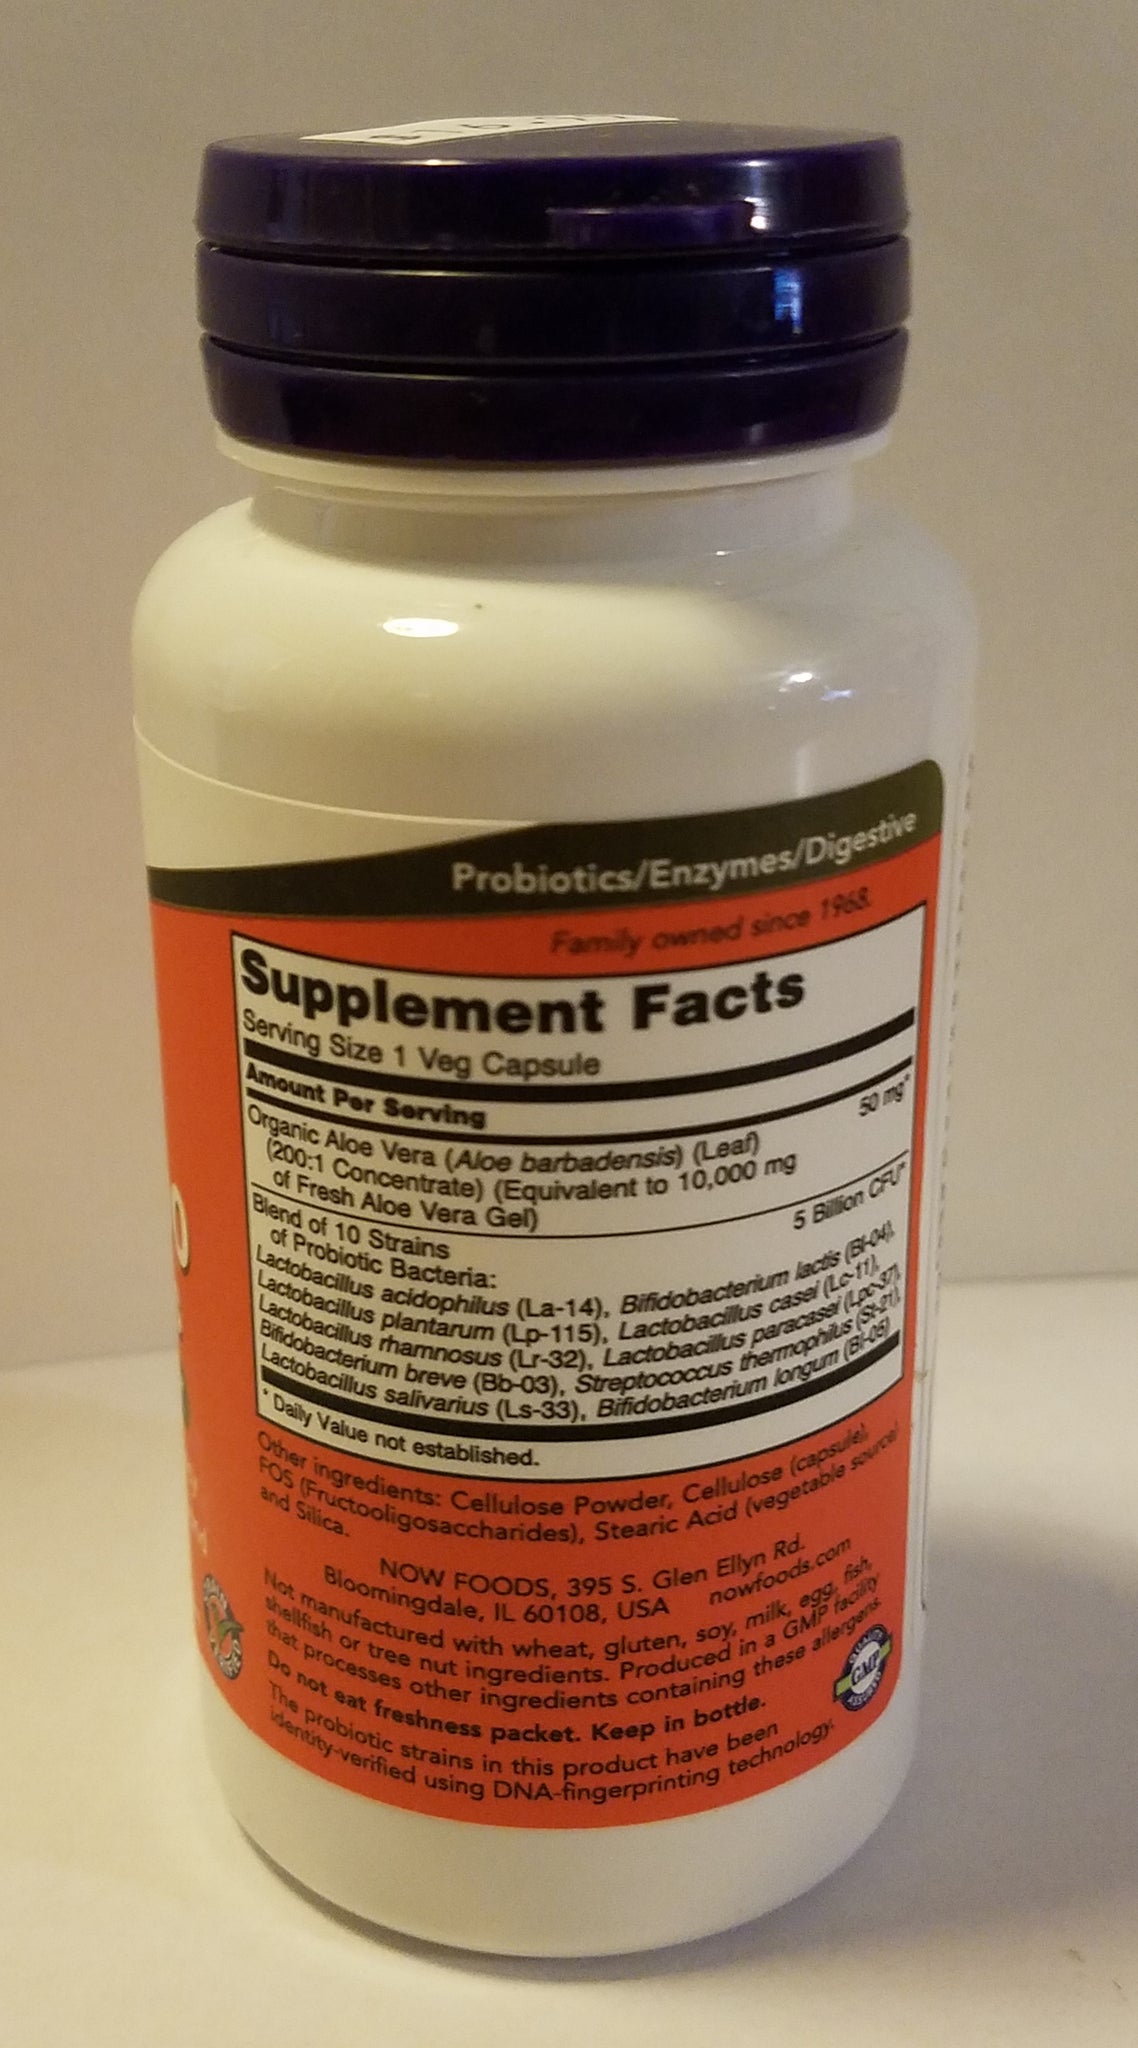 Probiotics/Enzymes/Digestive
Family owned since 1968.
Supplement Facts
Serving Size 1 Veg Capsule
Amount Per Serving
Organic Aloe Vera (Aloe barbadensis) (Leaf) 50 mg*
(200:1 Concentrate) (Equivalent to 10,000 mg
of Fresh Aloe Vera Gel)
Blend of 10 Strains 5 Billion CFU*
of Probiotic Bacteria:
Lactobacillus acidophilus (La-14), Bifidobacterium lactis (Bl-04),
Lactobacillus plantarum (Lp-115), Lactobacillus casei (Lc-11),
Lactobacillus rhamnosus (Lr-32), Lactobacillus paracasei (Lpc-37),
Bifidobacterium breve (Bb-03), Streptococcus thermophilus (St-21),
Lactobacillus salivarius (Ls-33), Bifidobacterium longum (Bl-05)
* Daily Value not established.
Other ingredients: Cellulose Powder, Cellulose (capsule),
FOS (Fructooligosaccharides), Stearic Acid (vegetable source)
and Silica.
NOW FOODS, 395 S. Glen Ellyn Rd.
Bloomingdale, IL 60108, USA nowfoods.com
Not manufactured with wheat, gluten, soy, milk, egg, fish,
shellfish or tree nut ingredients. Produced in a GMP facility
that processes other ingredients containing these allergens.
Do not eat freshness packet. Keep in bottle.
The probiotic strains in this product have been
identity-verified using DNA-fingerprinting technology.
GMP